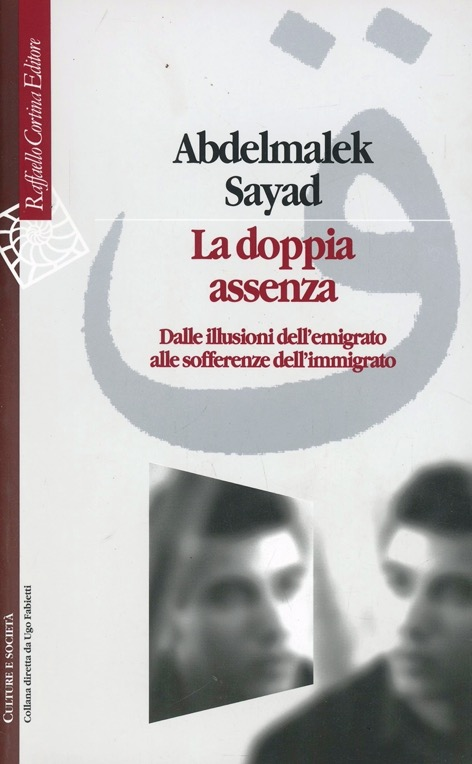 Raffaello Cortina Editore
ق
Abdelmalek
Sayad
La doppia
assenza
Dalle illusioni dell'emigrato
alle sofferenze dell'immigrato
CULTURE E SOCIETÀ
Collana diretta da Ugo Fabietti